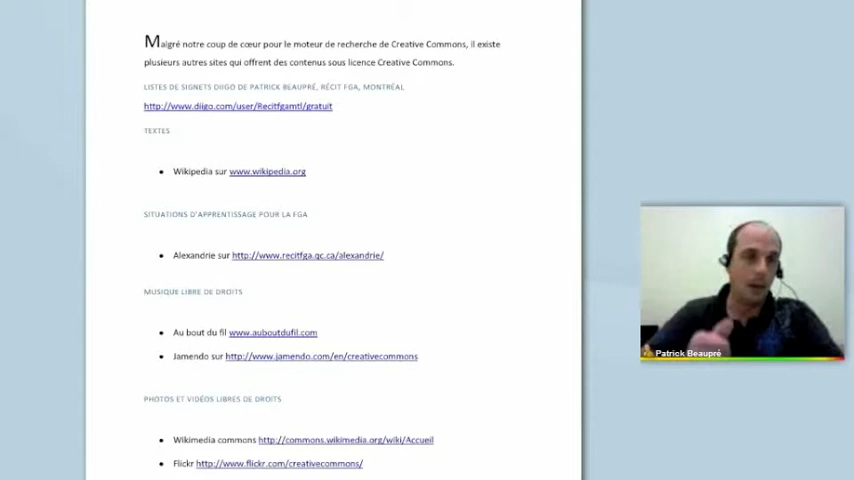 Malgré notre coup de cœur pour le moteur de recherche de Creative Commons, il existe
plusieurs autres sites qui offrent des contenus sous licence Creative Commons.
LISTES DE SIGNETS DIIGO DE PATRICK BEAUPRÉ, RÉCIT FGA, MONTRÉAL
http://www.diigo.com/user/Recitfgamtl/gratuit
TEXTES
• Wikipedia sur www.wikipedia.org
SITUATIONS D'APPRENTISSAGE POUR LA FGA
• Alexandrie sur http://www.recitfga.qc.ca/alexandrie/
MUSIQUE LIBRE DE DROITS
• Au bout du fil www.auboutdufil.com
• Jamendo sur http://www.jamendo.com/en/creativecommons
PHOTOS ET VIDÉOS LIBRES DE DROITS
• Wikimedia commons http://commons.wikimedia.org/wiki/Accueil
• Flickr http://www.flickr.com/creativecommons/
Patrick Beaupré